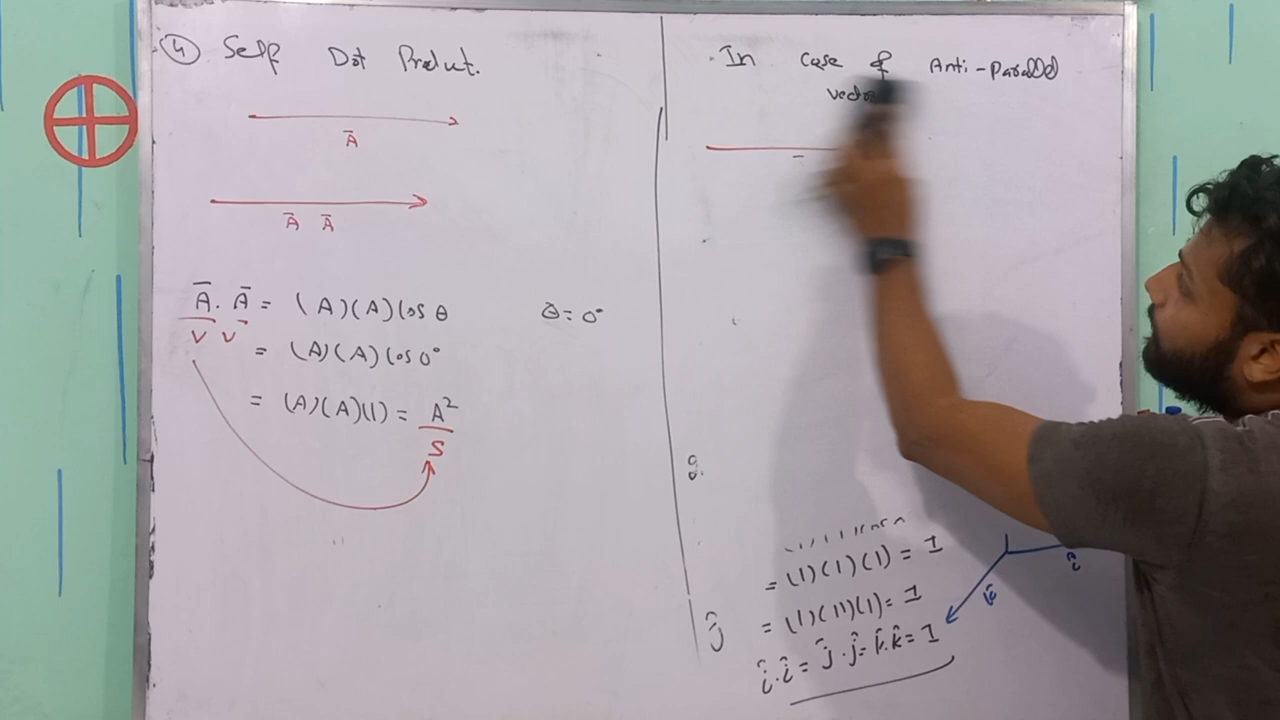 ④ Self Dot Produt.
A̅
A̅ A̅
A̅ . A̅ = (A)(A) Cos θ θ = 0°
V V
= (A)(A) Cos 0°
= (A)(A)(1) = A²
S
In Case of Anti-Parallel
= (1)(1)(1) = 1
ĵ = (1)(1)(1) = 1
î.î = ĵ.ĵ = k̂.k̂ = 1
î
k̂